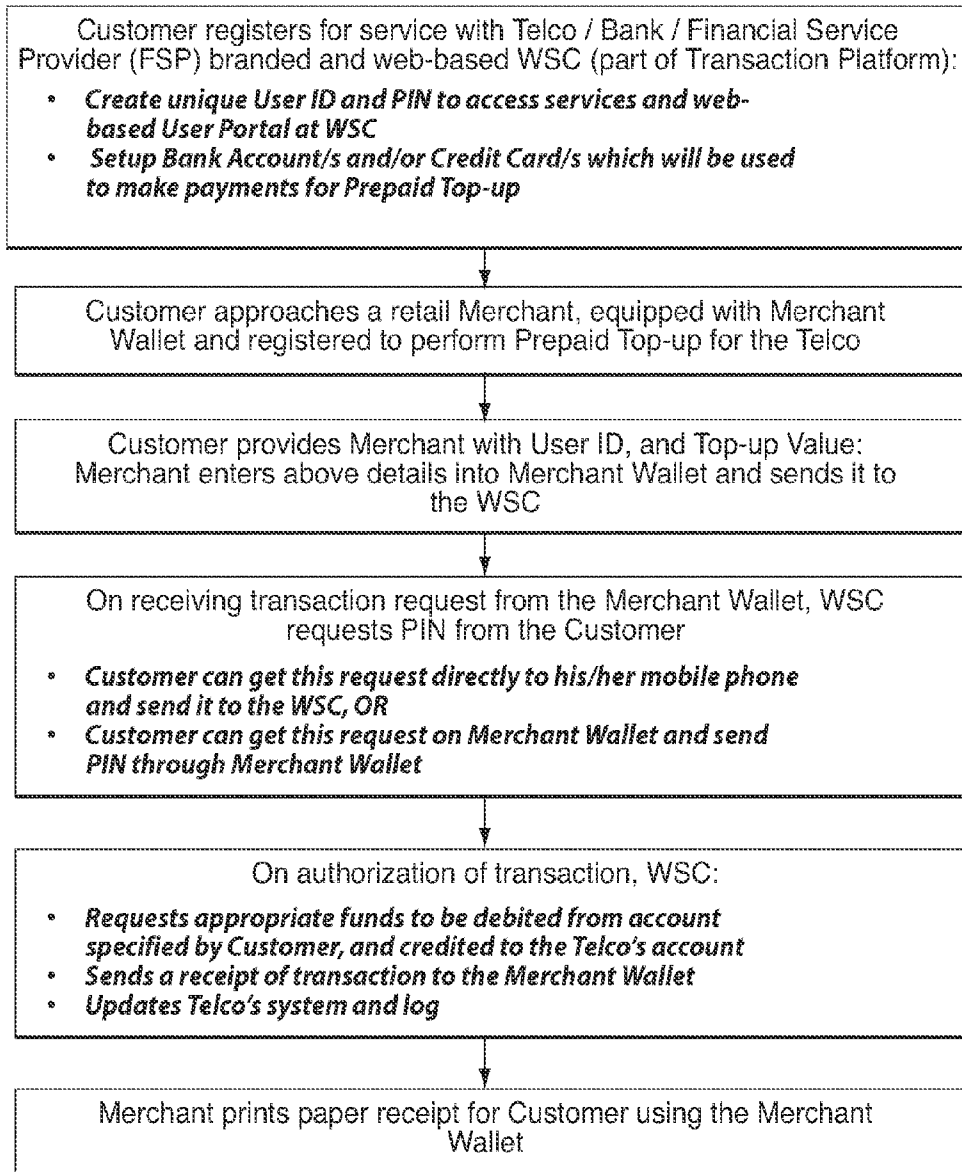 Customer registers for service with Telco / Bank / Financial Service
Provider (FSP) branded and web-based WSC (part of Transaction Platform):
• Create unique User ID and PIN to access services and web-
based User Portal at WSC
• Setup Bank Account/s and/or Credit Card/s which will be used
to make payments for Prepaid Top-up
Customer approaches a retail Merchant, equipped with Merchant
Wallet and registered to perform Prepaid Top-up for the Telco
Customer provides Merchant with User ID, and Top-up Value:
Merchant enters above details into Merchant Wallet and sends it to
the WSC
On receiving transaction request from the Merchant Wallet, WSC
requests PIN from the Customer
• Customer can get this request directly to his/her mobile phone
and send it to the WSC, OR
• Customer can get this request on Merchant Wallet and send
PIN through Merchant Wallet
On authorization of transaction, WSC:
• Requests appropriate funds to be debited from account
specified by Customer, and credited to the Telco's account
• Sends a receipt of transaction to the Merchant Wallet
• Updates Telco's system and log
Merchant prints paper receipt for Customer using the Merchant
Wallet